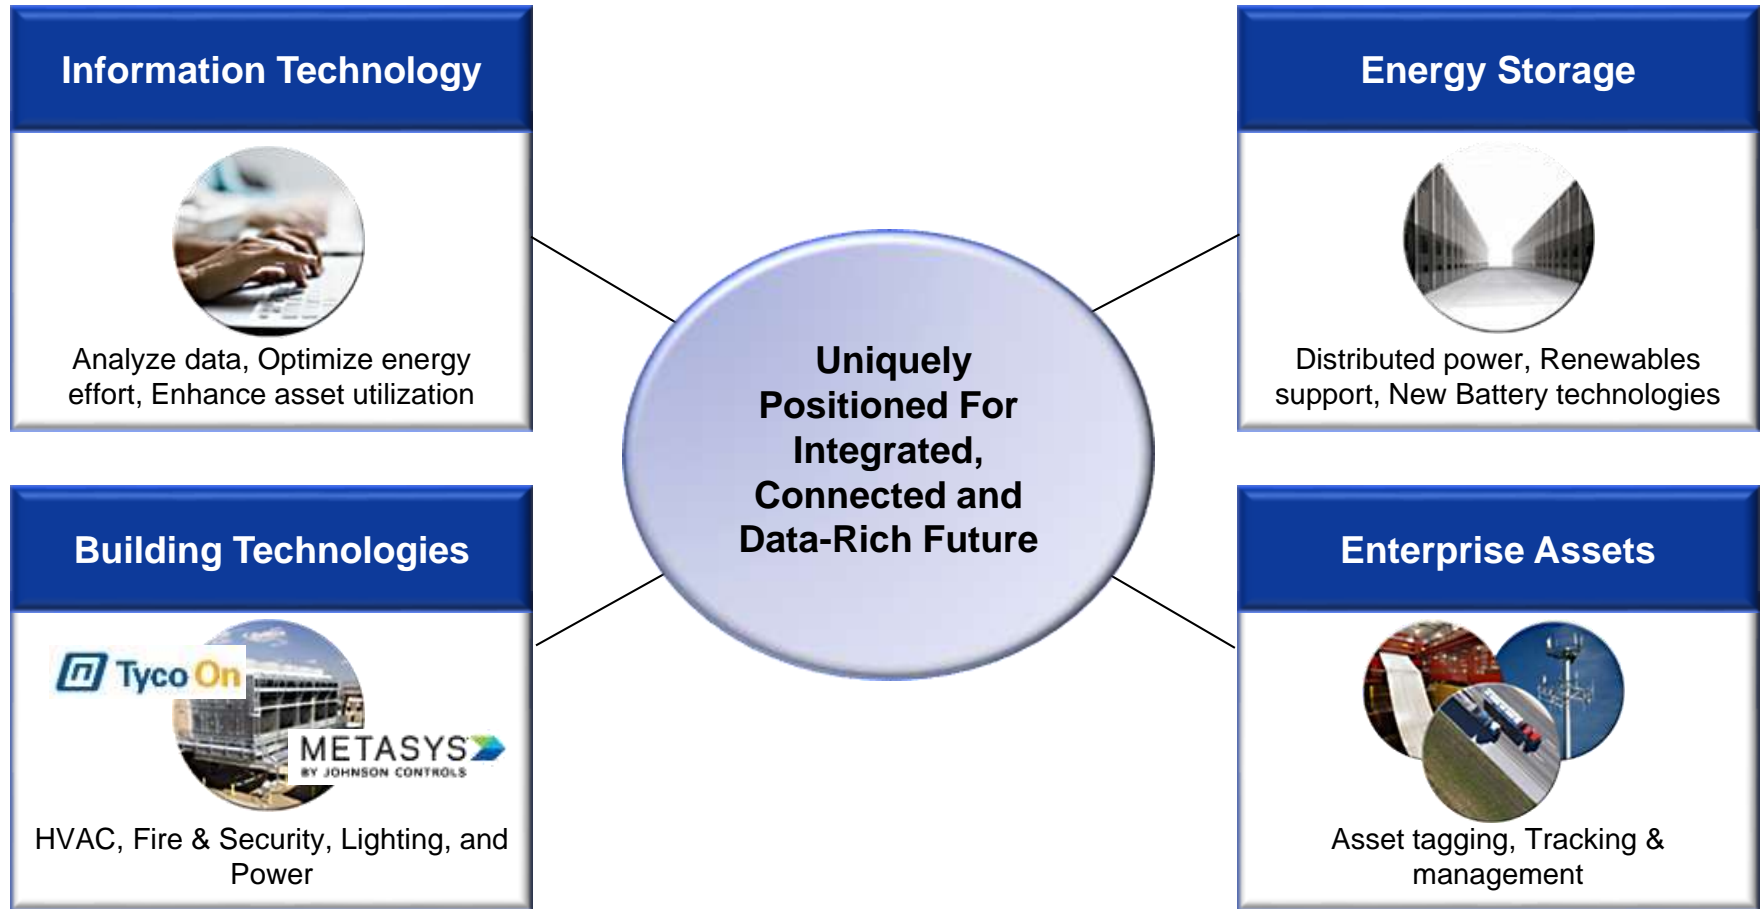 Information Technology
Analyze data, Optimize energy
effort, Enhance asset utilization
Energy Storage
Distributed power, Renewables
support, New Battery technologies
Uniquely
Positioned For
Integrated,
Connected and
Data-Rich Future
Building Technologies
Tyco On
METASYS
BY JOHNSON CONTROLS
HVAC, Fire & Security, Lighting, and
Power
Enterprise Assets
Asset tagging, Tracking &
management